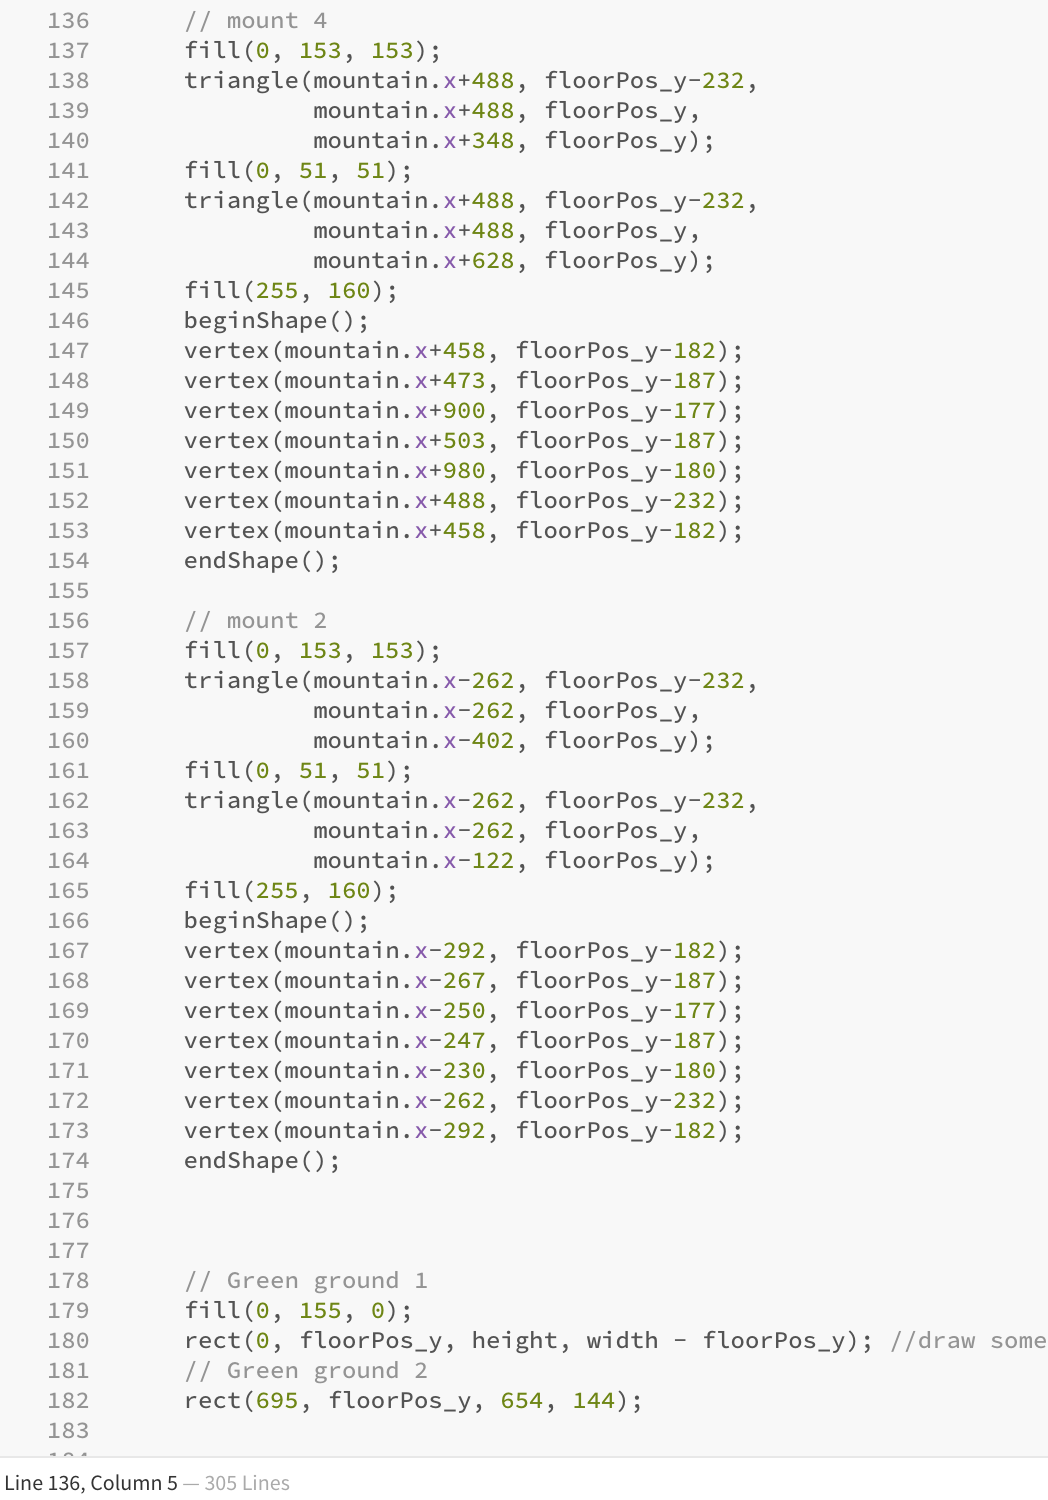 136 // mount 4
137 fill(0, 153, 153);
138 triangle(mountain.x+488, floorPos_y-232,
139 mountain.x+488, floorPos_y,
140 mountain.x+348, floorPos_y);
141 fill(0, 51, 51);
142 triangle(mountain.x+488, floorPos_y-232,
143 mountain.x+488, floorPos_y,
144 mountain.x+628, floorPos_y);
145 fill(255, 160);
146 beginShape();
147 vertex(mountain.x+458, floorPos_y-182);
148 vertex(mountain.x+473, floorPos_y-187);
149 vertex(mountain.x+900, floorPos_y-177);
150 vertex(mountain.x+503, floorPos_y-187);
151 vertex(mountain.x+980, floorPos_y-180);
152 vertex(mountain.x+488, floorPos_y-232);
153 vertex(mountain.x+458, floorPos_y-182);
154 endShape();
155
156 // mount 2
157 fill(0, 153, 153);
158 triangle(mountain.x-262, floorPos_y-232,
159 mountain.x-262, floorPos_y,
160 mountain.x-402, floorPos_y);
161 fill(0, 51, 51);
162 triangle(mountain.x-262, floorPos_y-232,
163 mountain.x-262, floorPos_y,
164 mountain.x-122, floorPos_y);
165 fill(255, 160);
166 beginShape();
167 vertex(mountain.x-292, floorPos_y-182);
168 vertex(mountain.x-267, floorPos_y-187);
169 vertex(mountain.x-250, floorPos_y-177);
170 vertex(mountain.x-247, floorPos_y-187);
171 vertex(mountain.x-230, floorPos_y-180);
172 vertex(mountain.x-262, floorPos_y-232);
173 vertex(mountain.x-292, floorPos_y-182);
174 endShape();
175
176
177
178 // Green ground 1
179 fill(0, 155, 0);
180 rect(0, floorPos_y, height, width - floorPos_y); //draw some
181 // Green ground 2
182 rect(695, floorPos_y, 654, 144);
183
Line 136, Column 5 — 305 Lines